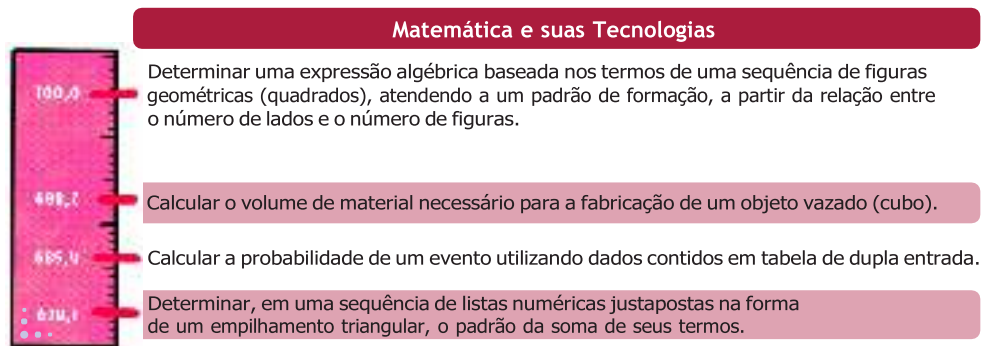 Matemática e suas Tecnologias
Determinar uma expressão algébrica baseada nos termos de uma sequência de figuras
geométricas (quadrados), atendendo a um padrão de formação, a partir da relação entre
o número de lados e o número de figuras.
Calcular o volume de material necessário para a fabricação de um objeto vazado (cubo).
Calcular a probabilidade de um evento utilizando dados contidos em tabela de dupla entrada.
Determinar, em uma sequência de listas numéricas justapostas na forma
de um empilhamento triangular, o padrão da soma de seus termos.